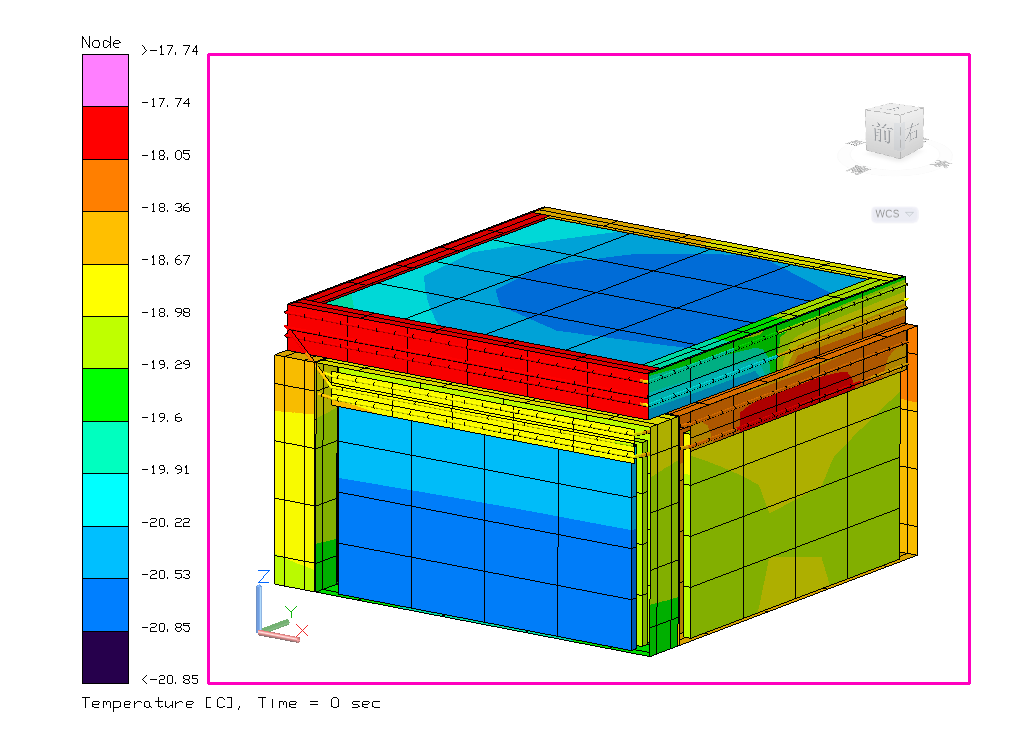 Node
>-17.74
-17.74
-18.05
-18.36
-18.67
-18.98
-19.29
-19.6
-19.91
-20.22
-20.53
-20.85
<-20.85
前 右
WCS
Z
Y
X
Temperature [C], Time = 0 sec